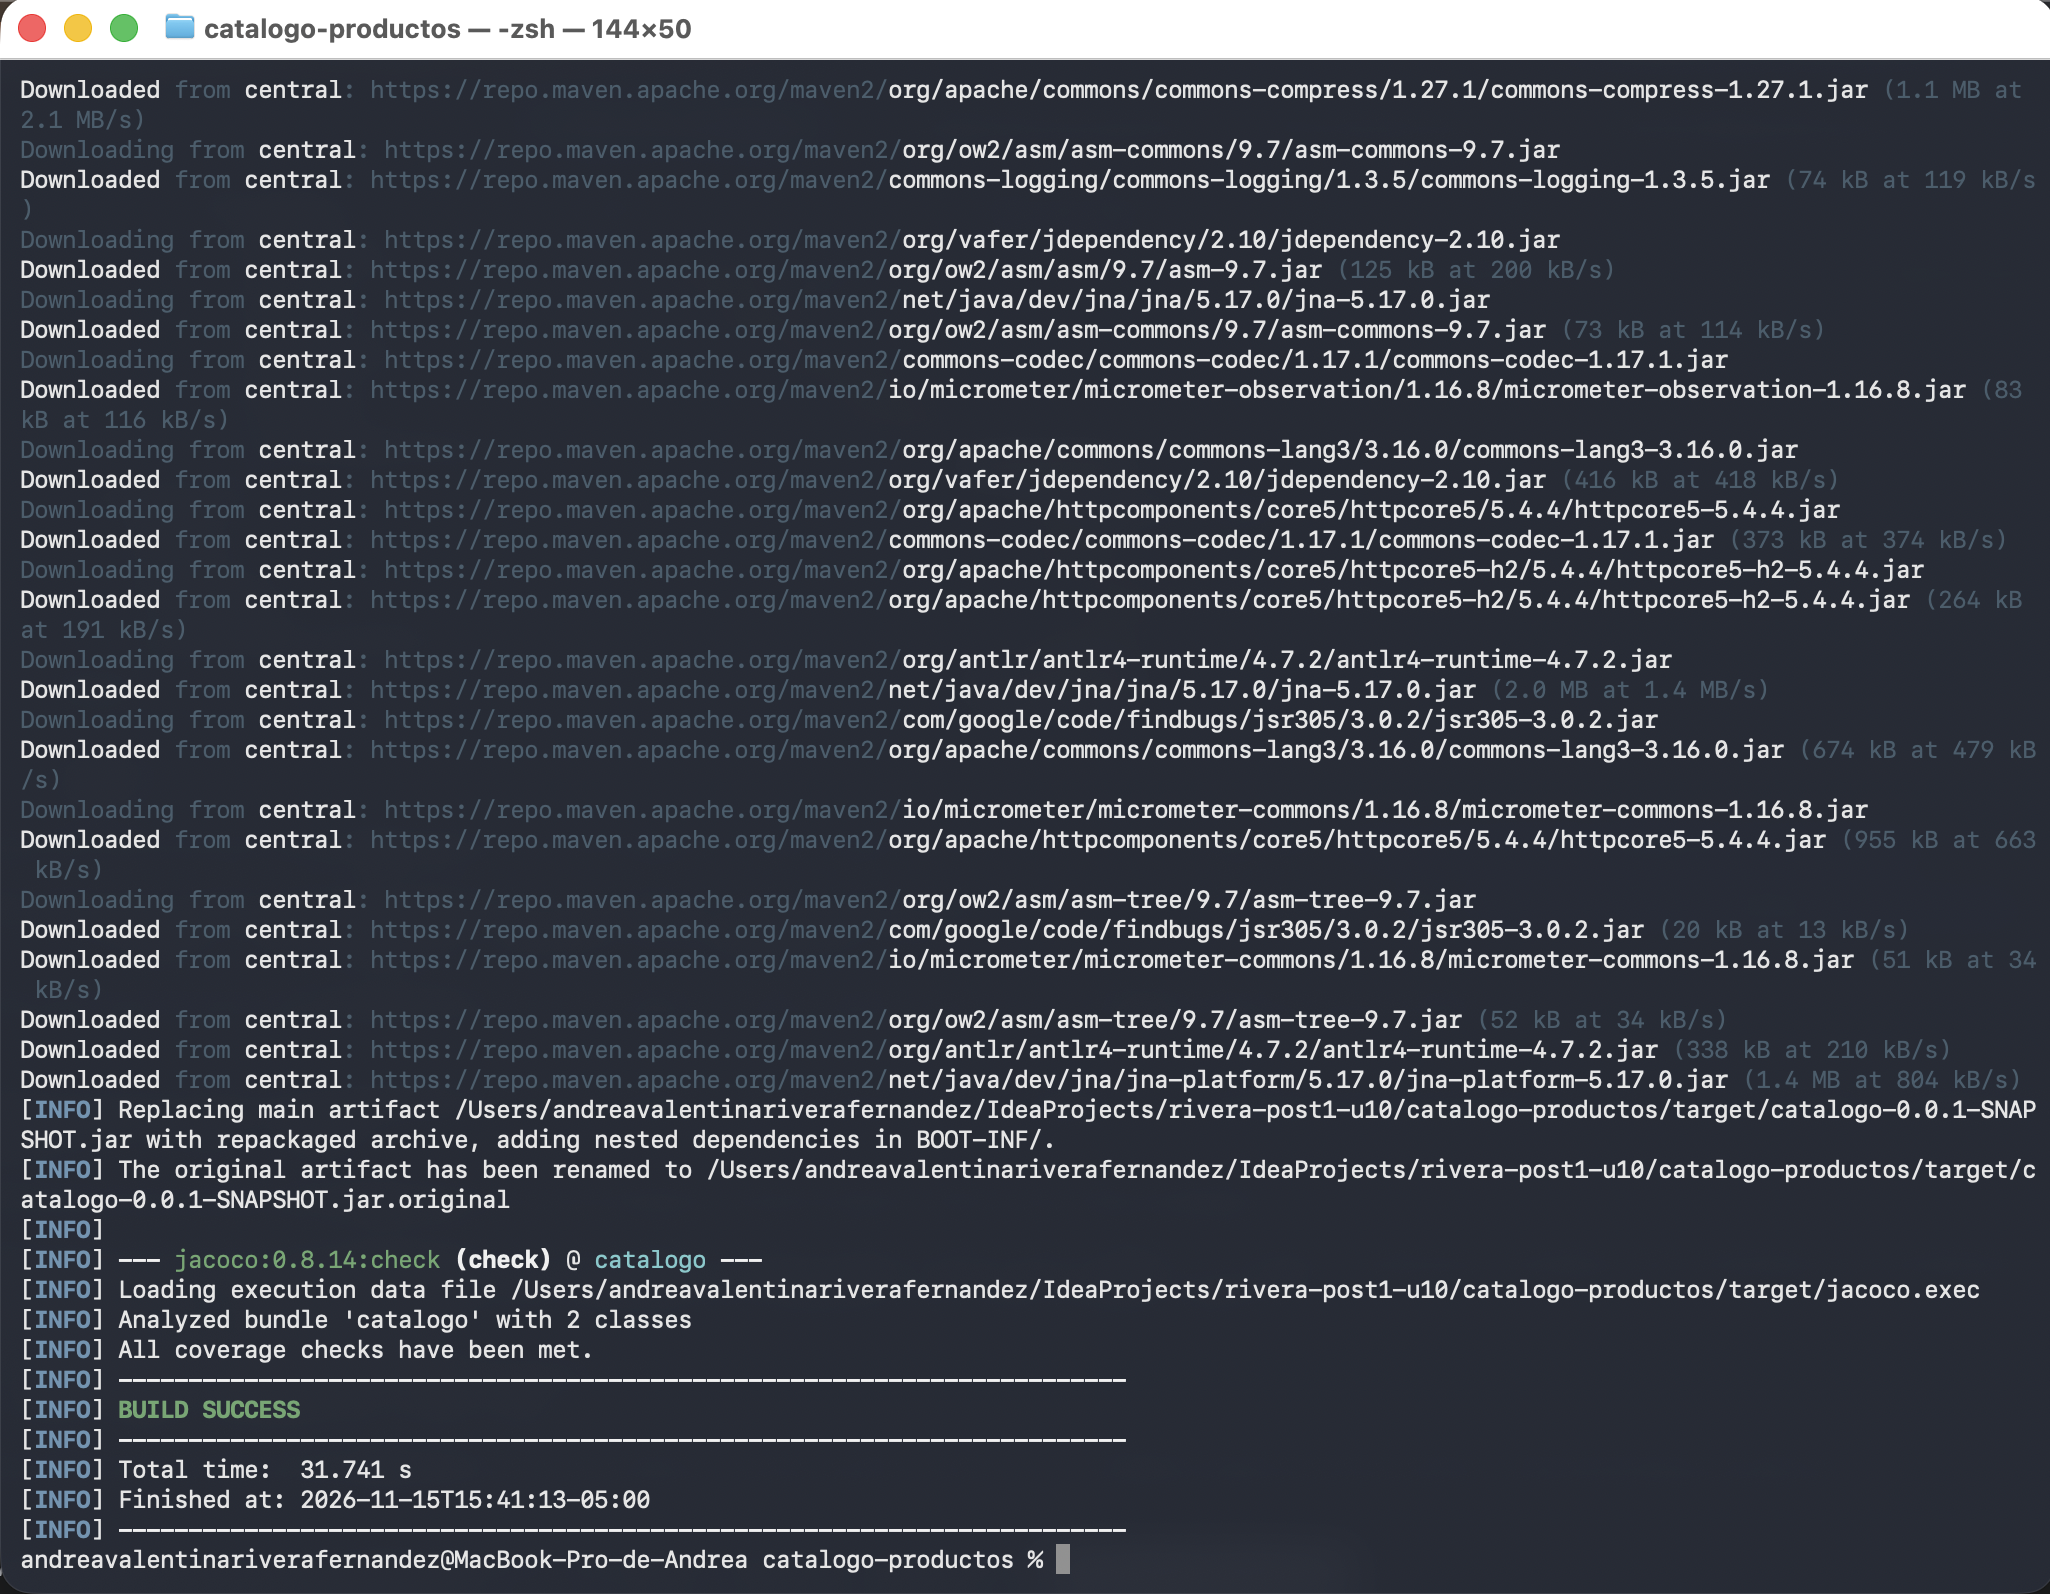 catalogo-productos — -zsh — 144×50
Downloaded from central: https://repo.maven.apache.org/maven2/org/apache/commons/commons-compress/1.27.1/commons-compress-1.27.1.jar (1.1 MB at
2.1 MB/s)
Downloading from central: https://repo.maven.apache.org/maven2/org/ow2/asm/asm-commons/9.7/asm-commons-9.7.jar
Downloaded from central: https://repo.maven.apache.org/maven2/commons-logging/commons-logging/1.3.5/commons-logging-1.3.5.jar (74 kB at 119 kB/s
)
Downloading from central: https://repo.maven.apache.org/maven2/org/vafer/jdependency/2.10/jdependency-2.10.jar
Downloaded from central: https://repo.maven.apache.org/maven2/org/ow2/asm/asm/9.7/asm-9.7.jar (125 kB at 200 kB/s)
Downloading from central: https://repo.maven.apache.org/maven2/net/java/dev/jna/jna/5.17.0/jna-5.17.0.jar
Downloaded from central: https://repo.maven.apache.org/maven2/org/ow2/asm/asm-commons/9.7/asm-commons-9.7.jar (73 kB at 114 kB/s)
Downloading from central: https://repo.maven.apache.org/maven2/commons-codec/commons-codec/1.17.1/commons-codec-1.17.1.jar
Downloaded from central: https://repo.maven.apache.org/maven2/io/micrometer/micrometer-observation/1.16.8/micrometer-observation-1.16.8.jar (83
kB at 116 kB/s)
Downloading from central: https://repo.maven.apache.org/maven2/org/apache/commons/commons-lang3/3.16.0/commons-lang3-3.16.0.jar
Downloaded from central: https://repo.maven.apache.org/maven2/org/vafer/jdependency/2.10/jdependency-2.10.jar (416 kB at 418 kB/s)
Downloading from central: https://repo.maven.apache.org/maven2/org/apache/httpcomponents/core5/httpcore5/5.4.4/httpcore5-5.4.4.jar
Downloaded from central: https://repo.maven.apache.org/maven2/commons-codec/commons-codec/1.17.1/commons-codec-1.17.1.jar (373 kB at 374 kB/s)
Downloading from central: https://repo.maven.apache.org/maven2/org/apache/httpcomponents/core5/httpcore5-h2/5.4.4/httpcore5-h2-5.4.4.jar
Downloaded from central: https://repo.maven.apache.org/maven2/org/apache/httpcomponents/core5/httpcore5-h2/5.4.4/httpcore5-h2-5.4.4.jar (264 kB
at 191 kB/s)
Downloading from central: https://repo.maven.apache.org/maven2/org/antlr/antlr4-runtime/4.7.2/antlr4-runtime-4.7.2.jar
Downloaded from central: https://repo.maven.apache.org/maven2/net/java/dev/jna/jna/5.17.0/jna-5.17.0.jar (2.0 MB at 1.4 MB/s)
Downloading from central: https://repo.maven.apache.org/maven2/com/google/code/findbugs/jsr305/3.0.2/jsr305-3.0.2.jar
Downloaded from central: https://repo.maven.apache.org/maven2/org/apache/commons/commons-lang3/3.16.0/commons-lang3-3.16.0.jar (674 kB at 479 kB
/s)
Downloading from central: https://repo.maven.apache.org/maven2/io/micrometer/micrometer-commons/1.16.8/micrometer-commons-1.16.8.jar
Downloaded from central: https://repo.maven.apache.org/maven2/org/apache/httpcomponents/core5/httpcore5/5.4.4/httpcore5-5.4.4.jar (955 kB at 663
 kB/s)
Downloading from central: https://repo.maven.apache.org/maven2/org/ow2/asm/asm-tree/9.7/asm-tree-9.7.jar
Downloaded from central: https://repo.maven.apache.org/maven2/com/google/code/findbugs/jsr305/3.0.2/jsr305-3.0.2.jar (20 kB at 13 kB/s)
Downloaded from central: https://repo.maven.apache.org/maven2/io/micrometer/micrometer-commons/1.16.8/micrometer-commons-1.16.8.jar (51 kB at 34
 kB/s)
Downloaded from central: https://repo.maven.apache.org/maven2/org/ow2/asm/asm-tree/9.7/asm-tree-9.7.jar (52 kB at 34 kB/s)
Downloaded from central: https://repo.maven.apache.org/maven2/org/antlr/antlr4-runtime/4.7.2/antlr4-runtime-4.7.2.jar (338 kB at 210 kB/s)
Downloaded from central: https://repo.maven.apache.org/maven2/net/java/dev/jna/jna-platform/5.17.0/jna-platform-5.17.0.jar (1.4 MB at 804 kB/s)
[INFO] Replacing main artifact /Users/andreavalentinariverafernandez/IdeaProjects/rivera-post1-u10/catalogo-productos/target/catalogo-0.0.1-SNAP
SHOT.jar with repackaged archive, adding nested dependencies in BOOT-INF/.
[INFO] The original artifact has been renamed to /Users/andreavalentinariverafernandez/IdeaProjects/rivera-post1-u10/catalogo-productos/target/c
atalogo-0.0.1-SNAPSHOT.jar.original
[INFO]
[INFO] --- jacoco:0.8.14:check (check) @ catalogo ---
[INFO] Loading execution data file /Users/andreavalentinariverafernandez/IdeaProjects/rivera-post1-u10/catalogo-productos/target/jacoco.exec
[INFO] Analyzed bundle 'catalogo' with 2 classes
[INFO] All coverage checks have been met.
[INFO] ------------------------------------------------------------------------
[INFO] BUILD SUCCESS
[INFO] ------------------------------------------------------------------------
[INFO] Total time:  31.741 s
[INFO] Finished at: 2026-11-15T15:41:13-05:00
[INFO] ------------------------------------------------------------------------
andreavalentinariverafernandez@MacBook-Pro-de-Andrea catalogo-productos %